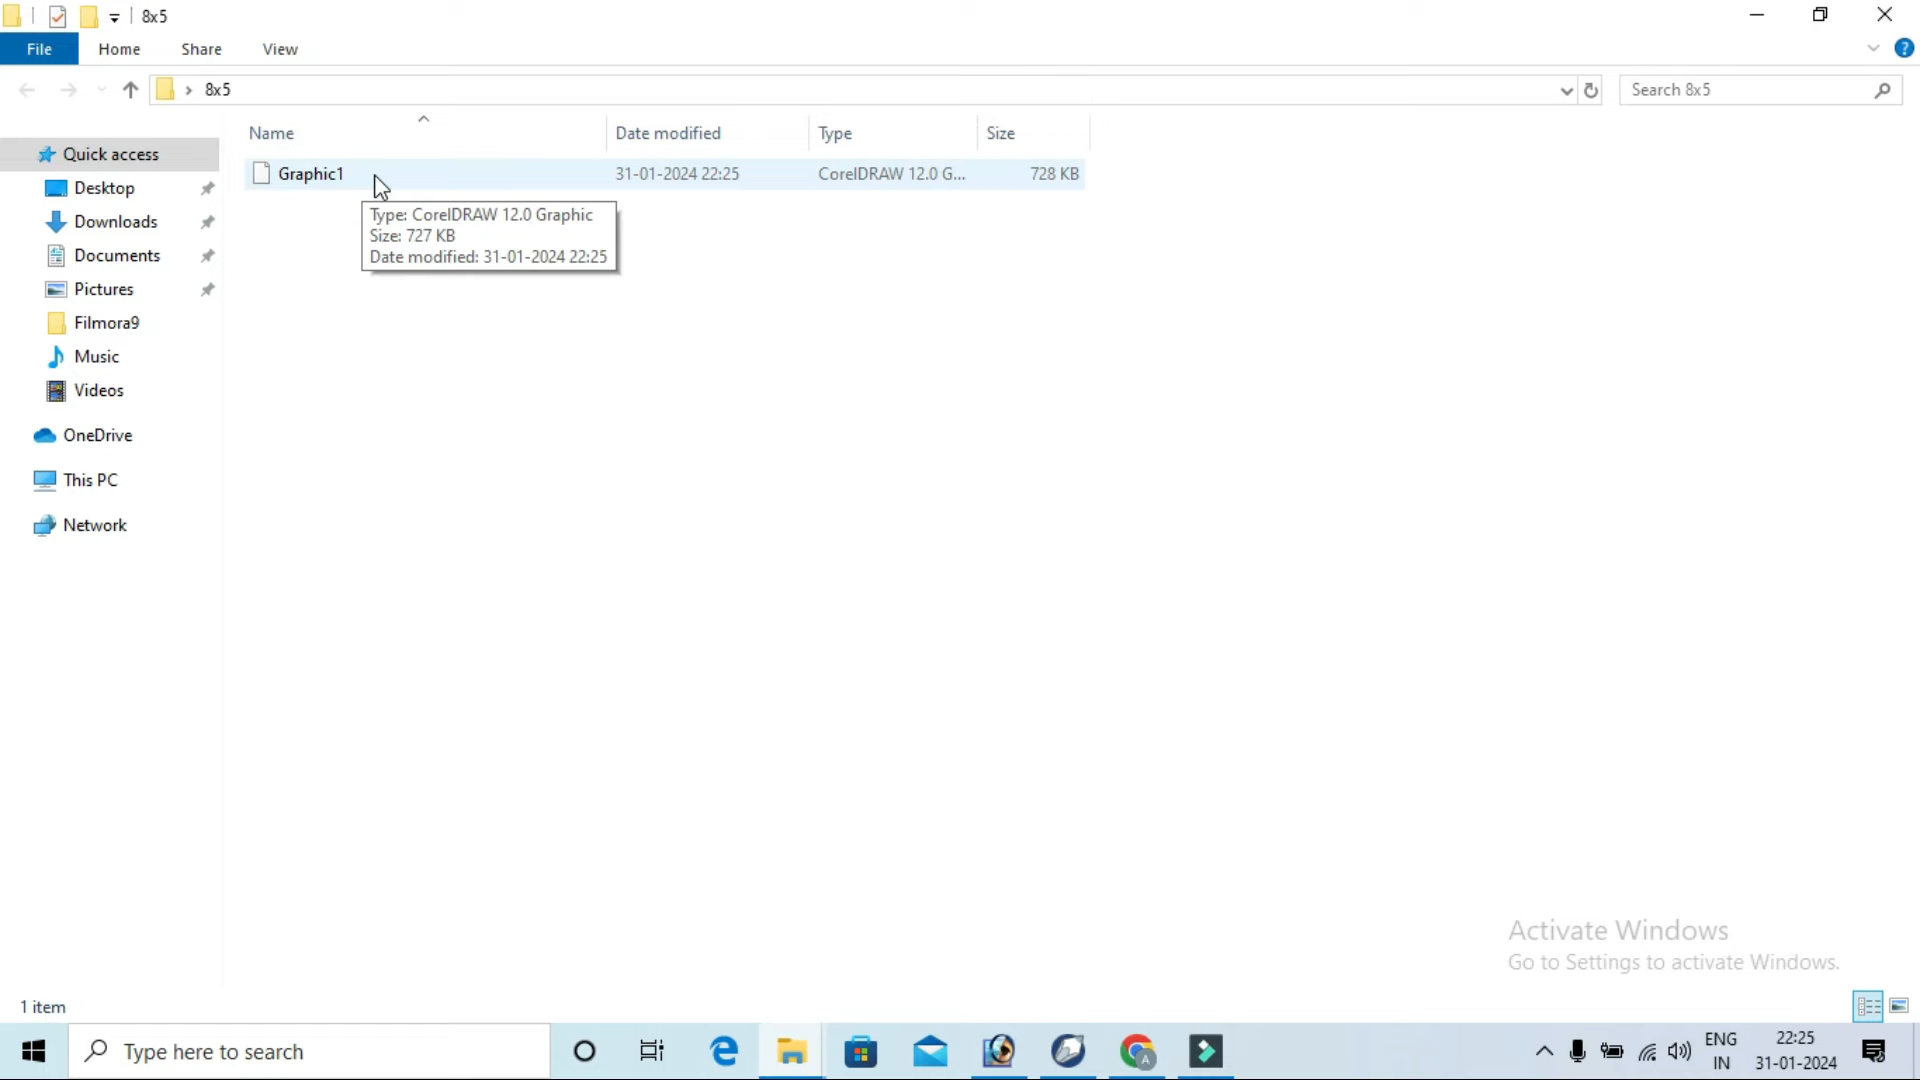 8x5
File Home Share View
8x5
Search 8x5
Name Date modified Type Size
Quick access
Graphic1 31-01-2024 22:25 CorelDRAW 12.0 G... 728 KB
Type: CorelDRAW 12.0 Graphic
Size: 727 KB
Date modified: 31-01-2024 22:25
Desktop
Downloads
Documents
Pictures
Filmora9
Music
Videos
OneDrive
This PC
Network
Activate Windows
Go to Settings to activate Windows.
1 item
Type here to search
A
ENG
IN
22:25
31-01-2024